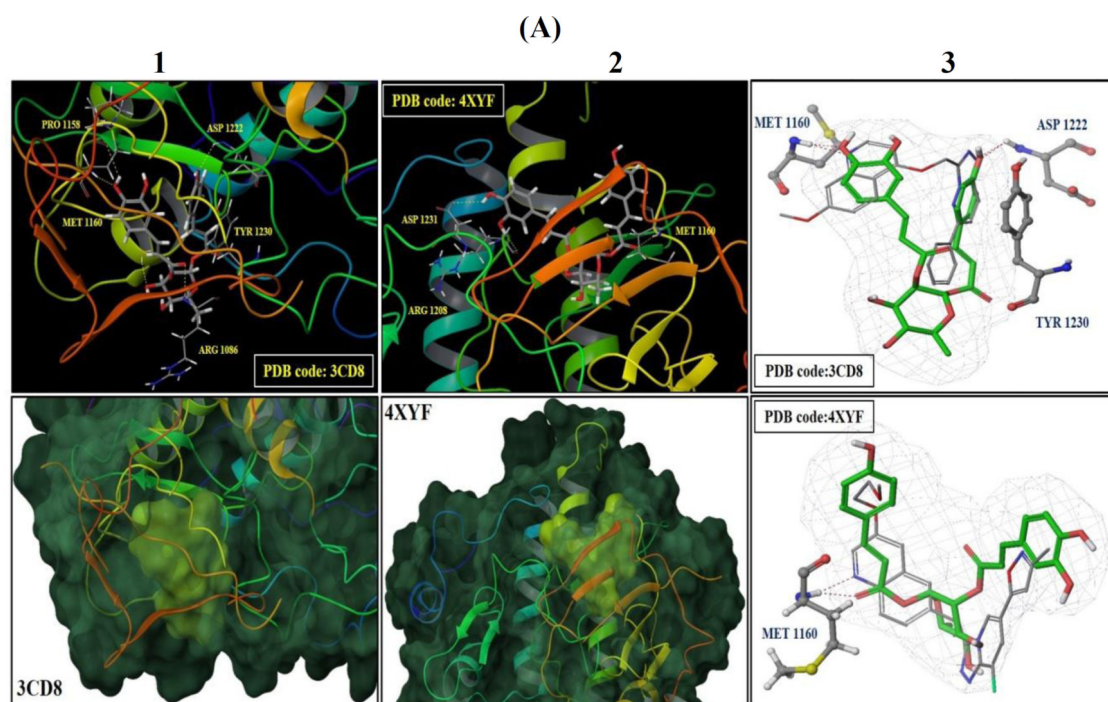 (A)
1 2 3
PRO 1158
ASP 1222
MET 1160
TYR 1230
ARG 1086
PDB code: 3CD8
PDB code: 4XYF
ASP 1231
MET 1160
ARG 1208
MET 1160
ASP 1222
TYR 1230
PDB code:3CD8
3CD8
4XYF
PDB code:4XYF
MET 1160